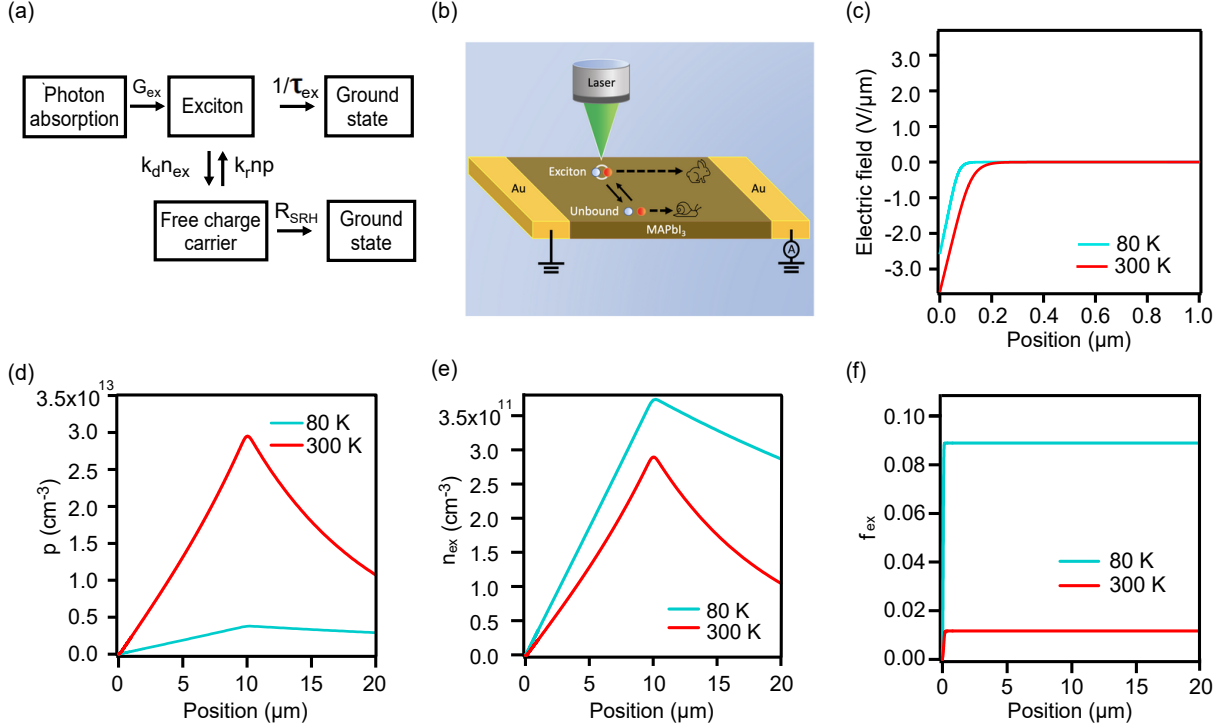 (a)
Photon
absorption
G_ex
Exciton
1/τ_ex
Ground
state
k_d n_ex
k_r np
Free charge
carrier
R_SRH
Ground
state
(b)
Laser
Exciton
Au
Au
Unbound
MAPbI₃
A
(c)
Electric field (V/µm)
3.0
2.0
1.0
0.0
-1.0
-2.0
-3.0
80 K
300 K
0.0 0.2 0.4 0.6 0.8 1.0
Position (µm)
(d)
p (cm⁻³)
3.5x10¹³
3.0
2.5
2.0
1.5
1.0
0.5
0.0
80 K
300 K
0 5 10 15 20
Position (µm)
(e)
n_ex (cm⁻³)
3.5x10¹¹
3.0
2.5
2.0
1.5
1.0
0.5
0.0
80 K
300 K
0 5 10 15 20
Position (µm)
(f)
f_ex
0.10
0.08
0.06
0.04
0.02
0.00
80 K
300 K
0 5 10 15 20
Position (µm)